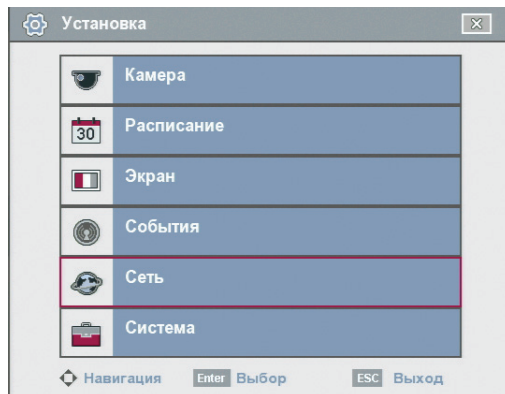 Установка
Камера
30 Расписание
Экран
События
Сеть
Система
Навигация Enter Выбор ESC Выход